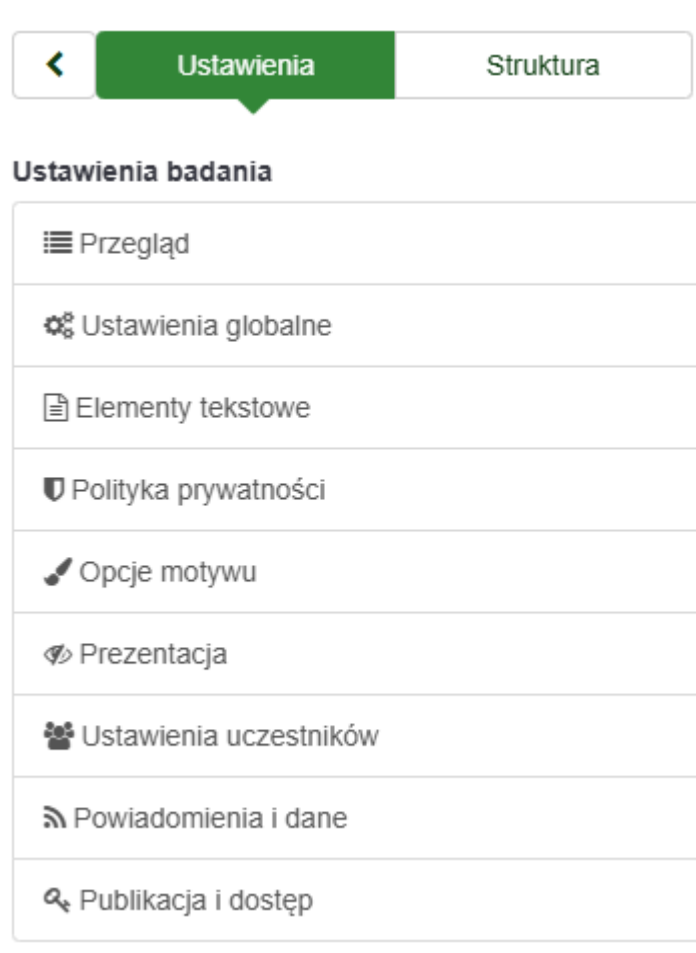 Ustawienia Struktura
Ustawienia badania
Przegląd
Ustawienia globalne
Elementy tekstowe
Polityka prywatności
Opcje motywu
Prezentacja
Ustawienia uczestników
Powiadomienia i dane
Publikacja i dostęp